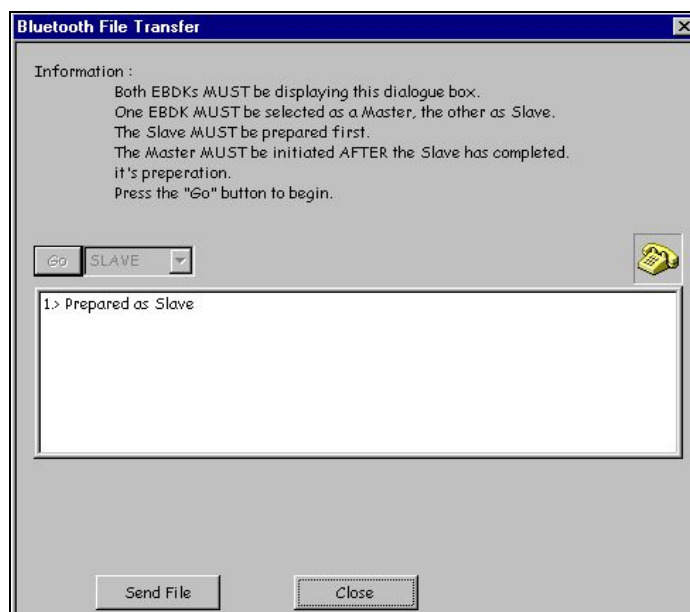 Bluetooth File Transfer
Information :
Both EBDKs MUST be displaying this dialogue box.
One EBDK MUST be selected as a Master, the other as Slave.
The Slave MUST be prepared first.
The Master MUST be initiated AFTER the Slave has completed.
it's preperation.
Press the "Go" button to begin.
Go SLAVE
1.> Prepared as Slave
Send File Close